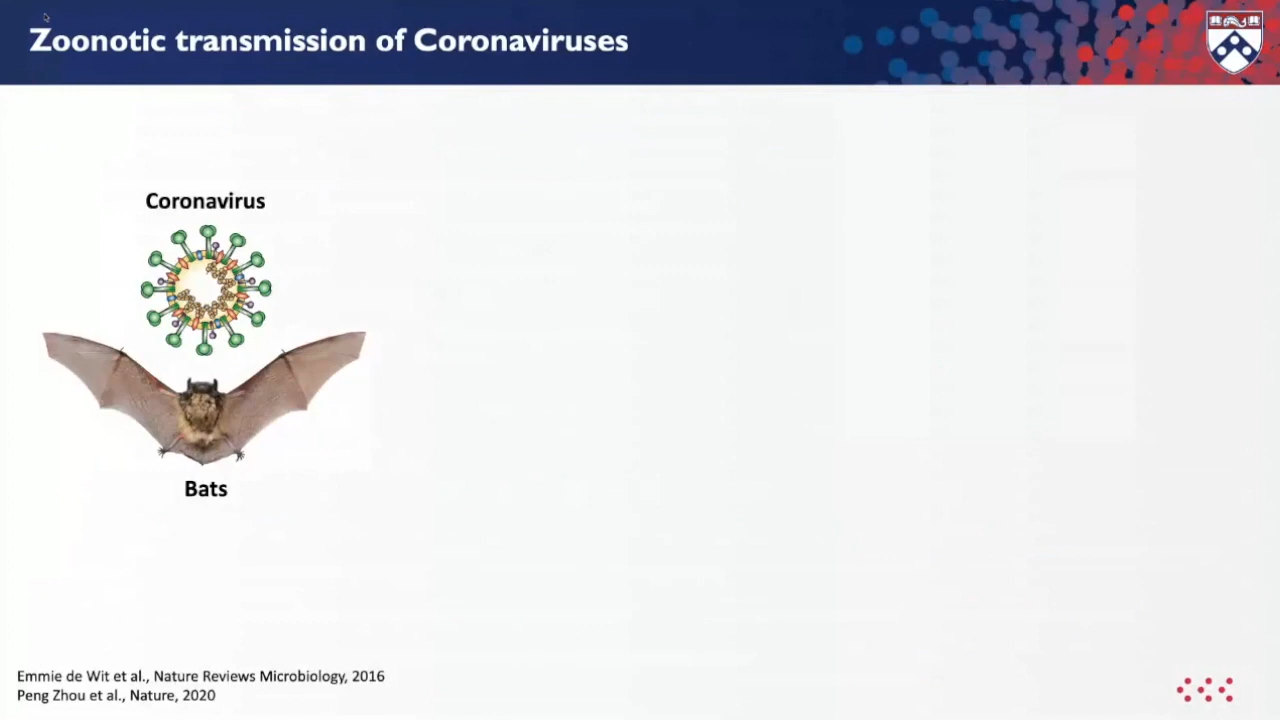 Zoonotic transmission of Coronaviruses
Coronavirus
Bats
Emmie de Wit et al., Nature Reviews Microbiology, 2016
Peng Zhou et al., Nature, 2020